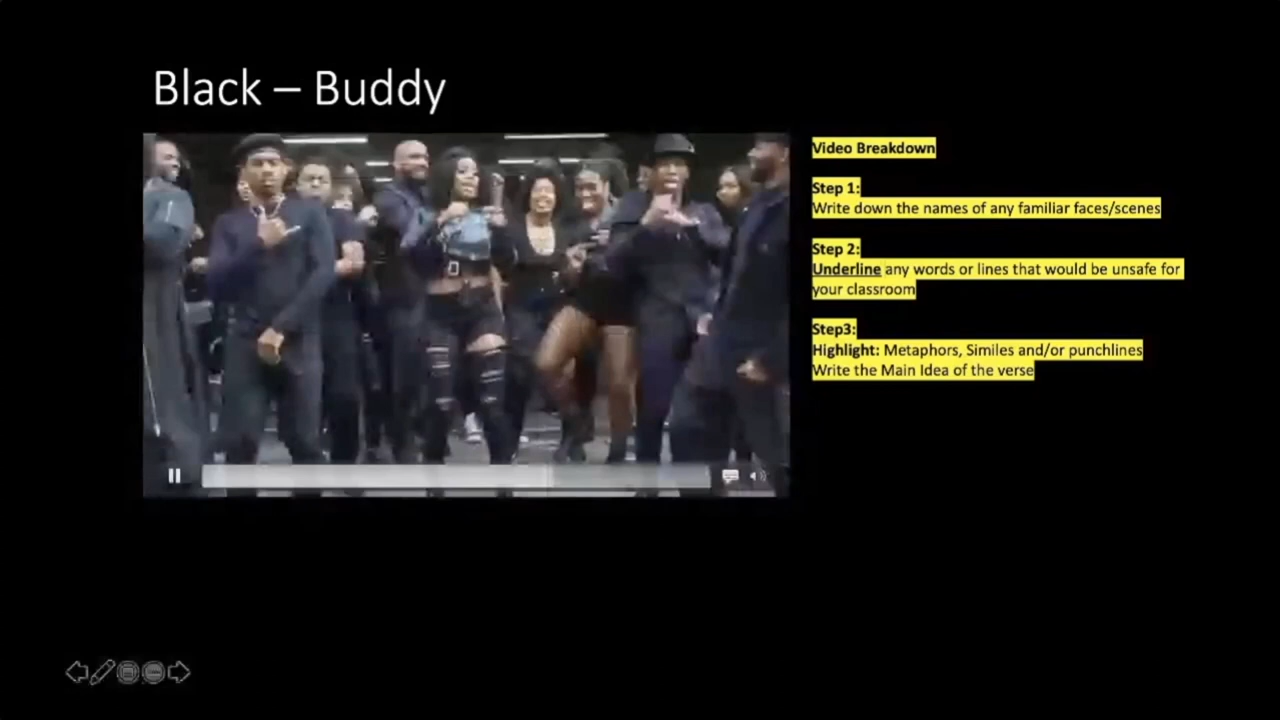 Black – Buddy
Video Breakdown
Step 1:
Write down the names of any familiar faces/scenes
Step 2:
Underline any words or lines that would be unsafe for
your classroom
Step3:
Highlight: Metaphors, Similes and/or punchlines
Write the Main Idea of the verse